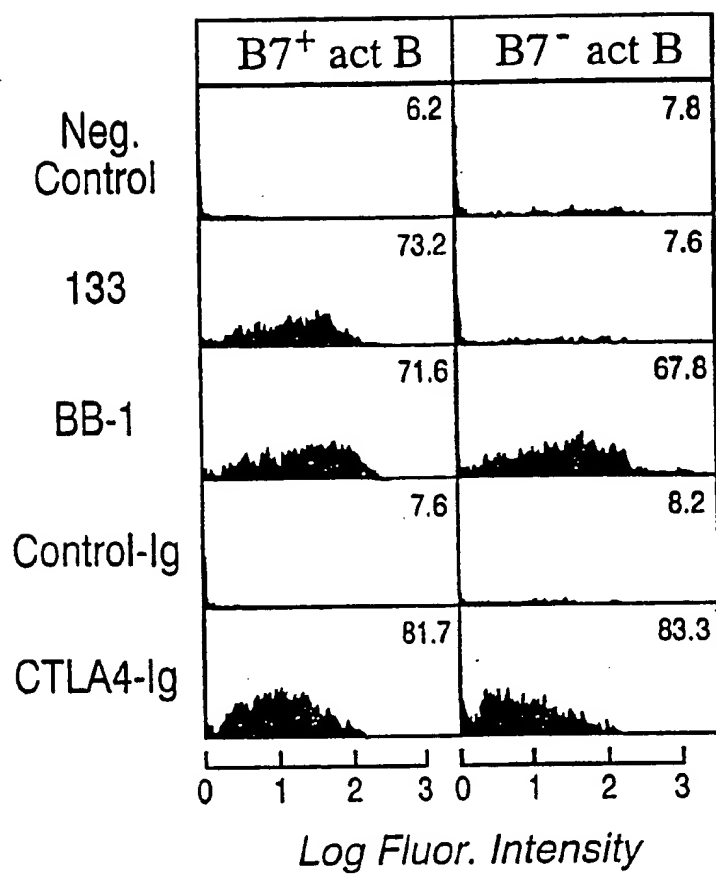 B7+ act B B7- act B
Neg. Control 6.2 7.8
133 73.2 7.6
BB-1 71.6 67.8
Control-Ig 7.6 8.2
CTLA4-Ig 81.7 83.3
0 1 2 3 0 1 2 3
Log Fluor. Intensity